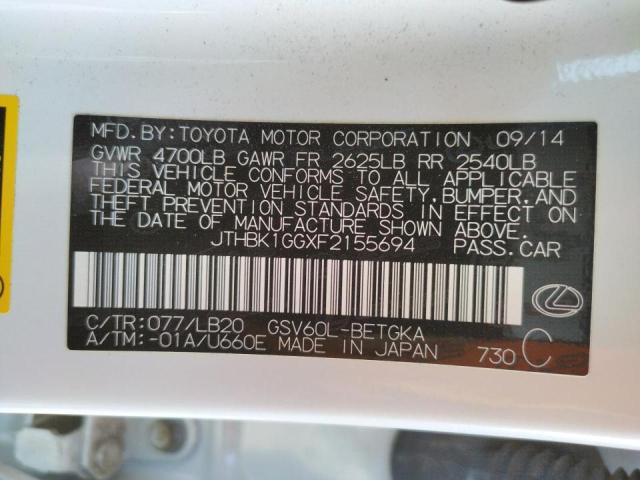 MFD.BY:TOYOTA MOTOR CORPORATION 09/14
GVWR 4700LB GAWR FR 2625LB RR 2540LB
THIS VEHICLE CONFORMS TO ALL APPLICABLE
FEDERAL MOTOR VEHICLE SAFETY,BUMPER,AND
THEFT PREVENTION STANDARDS IN EFFECT ON
THE DATE OF MANUFACTURE SHOWN ABOVE.
JTHBK1GGXF2155694 PASS.CAR
C/TR:077/LB20 GSV60L-BETGKA
A/TM:-01A/U660E MADE IN JAPAN 730 C